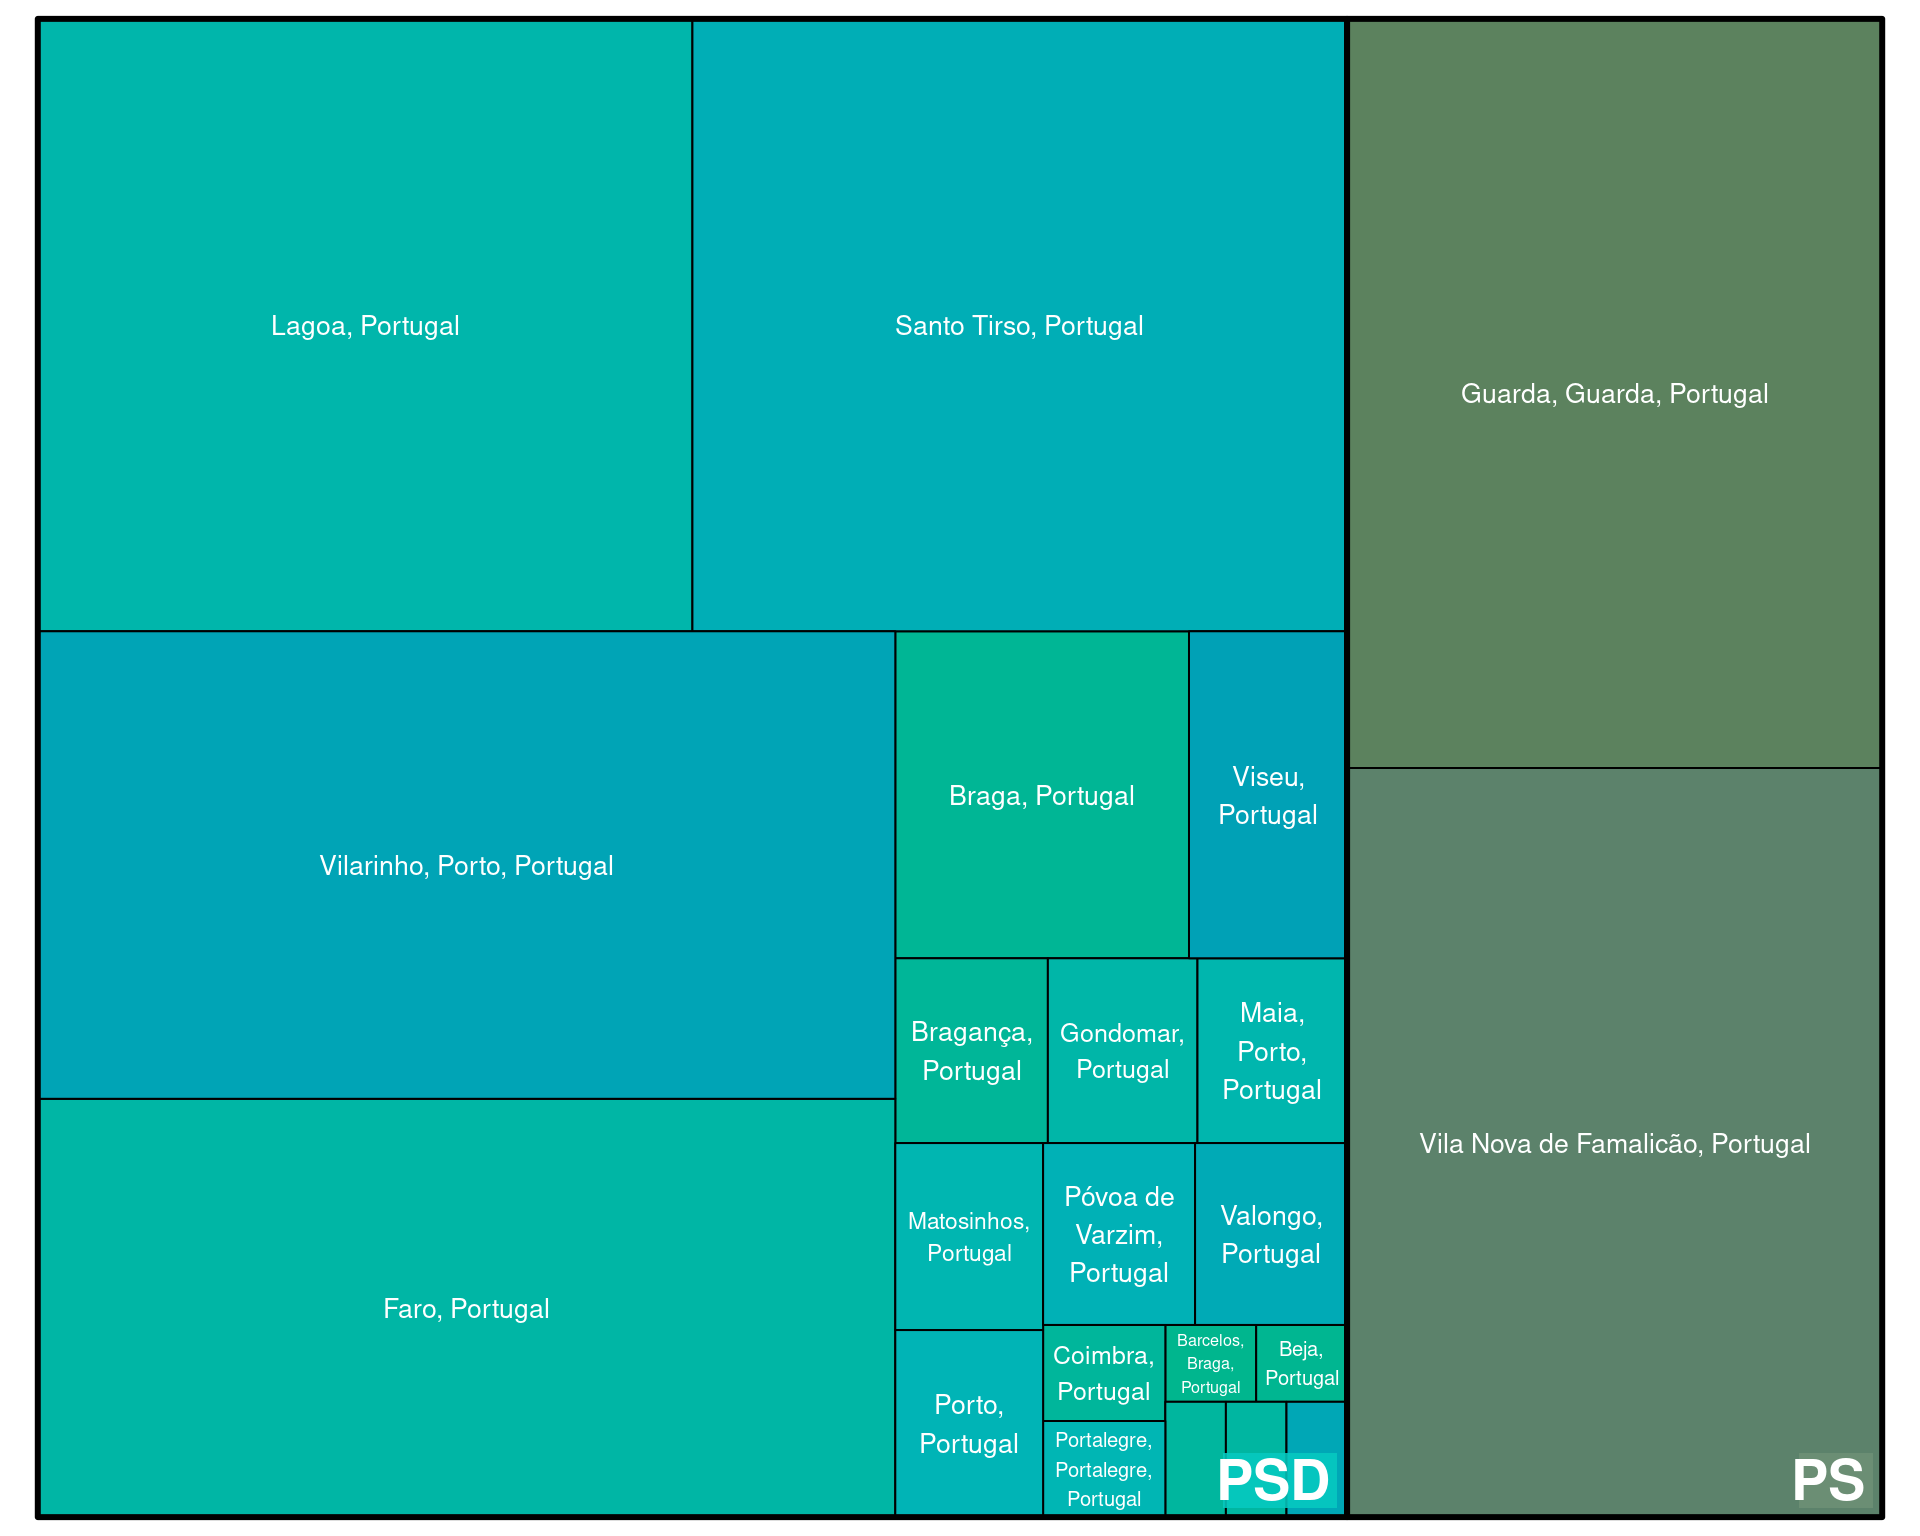 Lagoa, Portugal
Santo Tirso, Portugal
Guarda, Guarda, Portugal
Vilarinho, Porto, Portugal
Braga, Portugal
Viseu,
Portugal
Bragança,
Portugal
Gondomar,
Portugal
Maia,
Porto,
Portugal
Vila Nova de Famalicão, Portugal
Faro, Portugal
Matosinhos,
Portugal
Póvoa de
Varzim,
Portugal
Valongo,
Portugal
Porto,
Portugal
Coimbra,
Portugal
Barcelos,
Braga,
Portugal
Beja,
Portugal
Portalegre,
Portalegre,
Portugal
PSD
PS